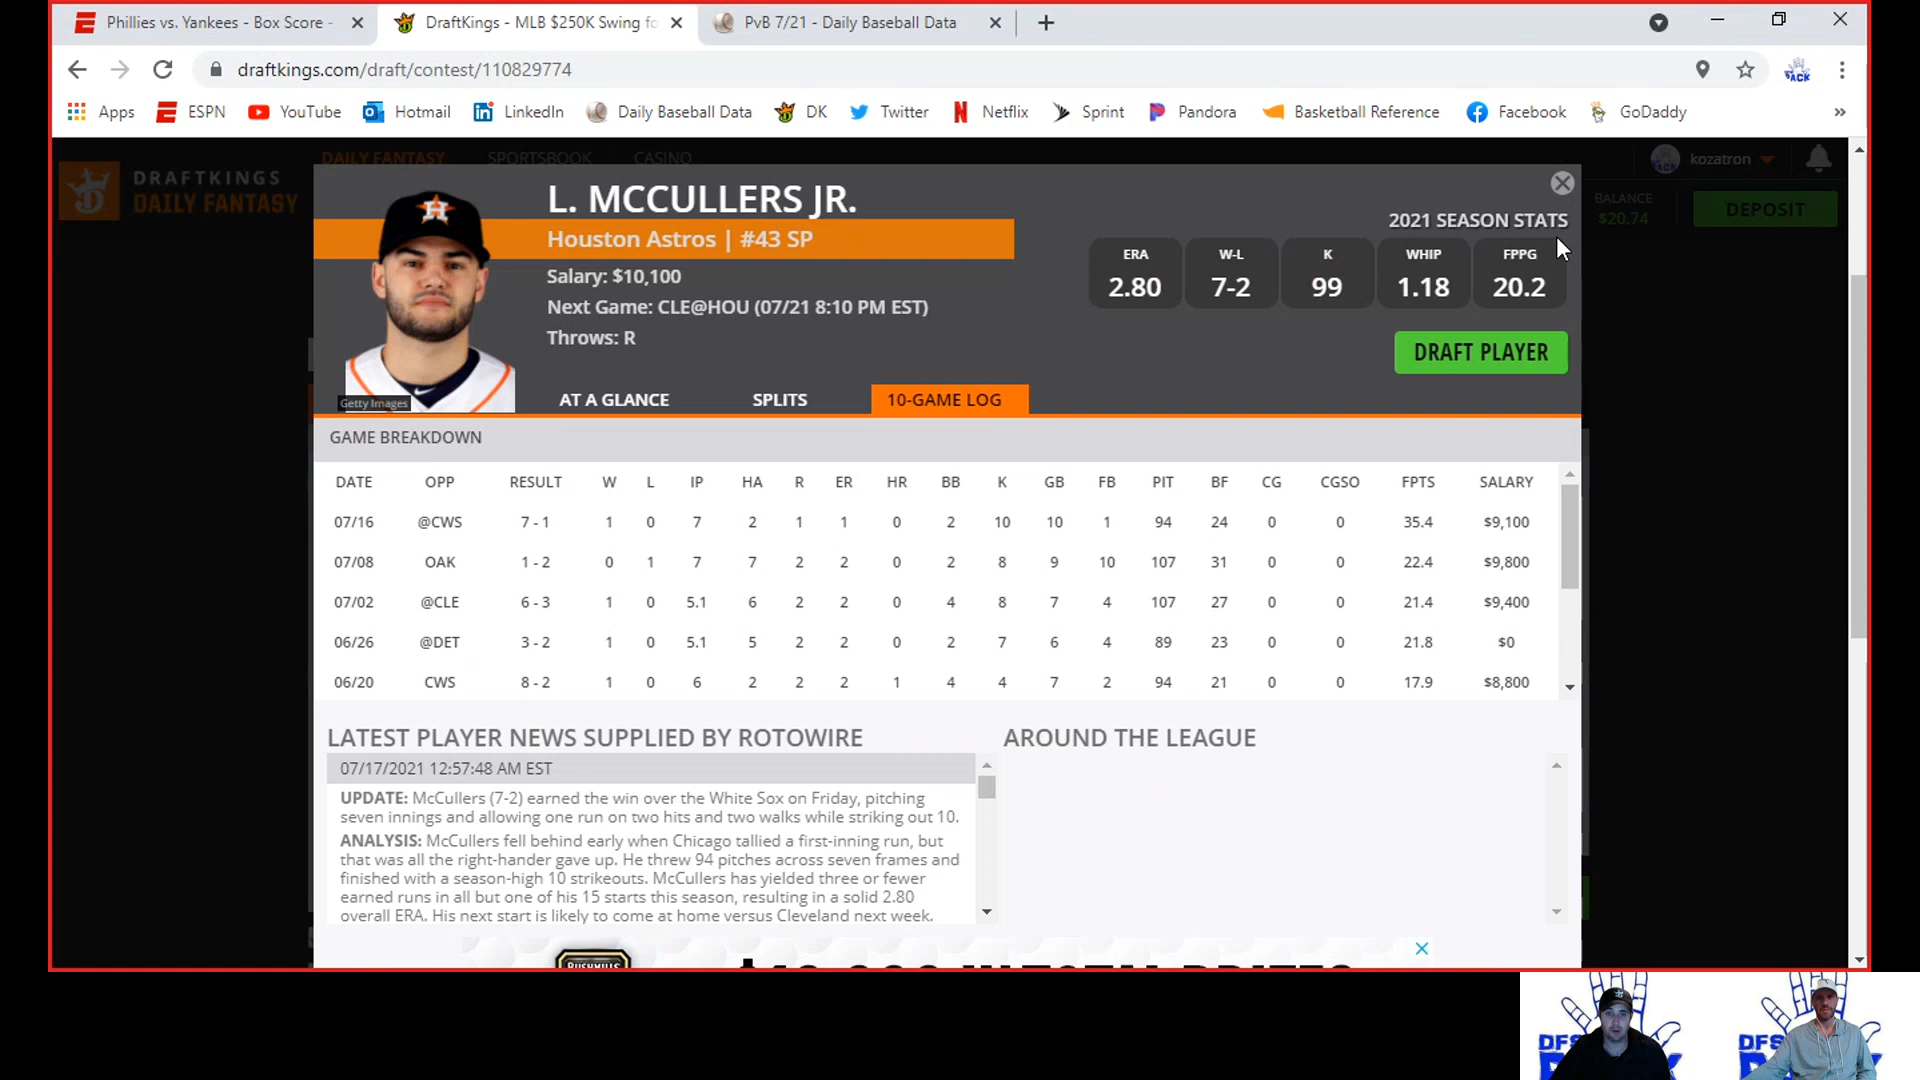 Phillies vs. Yankees - Box Score -
DraftKings - MLB $250K Swing fo
PvB 7/21 - Daily Baseball Data
draftkings.com/draft/contest/110829774
Apps ESPN YouTube Hotmail LinkedIn Daily Baseball Data DK Twitter Netflix Sprint Pandora Basketball Reference Facebook GoDaddy »
DRAFTKINGS
DAILY FANTASY
DAILY FANTASY SPORTSBOOK CASINO
kozatron
BALANCE
$20.74
DEPOSIT
L. MCCULLERS JR.
Houston Astros | #43 SP
Salary: $10,100
Next Game: CLE@HOU (07/21 8:10 PM EST)
Throws: R
2021 SEASON STATS
ERA W-L K WHIP FPPG
2.80 7-2 99 1.18 20.2
DRAFT PLAYER
Getty Images
AT A GLANCE SPLITS 10-GAME LOG
GAME BREAKDOWN
DATE OPP RESULT W L IP HA R ER HR BB K GB FB PIT BF CG CGSO FPTS SALARY
07/16 @CWS 7 - 1 1 0 7 2 1 1 0 2 10 10 1 94 24 0 0 35.4 $9,100
07/08 OAK 1 - 2 0 1 7 7 2 2 0 2 8 9 10 107 31 0 0 22.4 $9,800
07/02 @CLE 6 - 3 1 0 5.1 6 2 2 0 4 8 7 4 107 27 0 0 21.4 $9,400
06/26 @DET 3 - 2 1 0 5.1 5 2 2 0 2 7 6 4 89 23 0 0 21.8 $0
06/20 CWS 8 - 2 1 0 6 2 2 2 1 4 4 7 2 94 21 0 0 17.9 $8,800
LATEST PLAYER NEWS SUPPLIED BY ROTOWIRE
AROUND THE LEAGUE
07/17/2021 12:57:48 AM EST
UPDATE: McCullers (7-2) earned the win over the White Sox on Friday, pitching
seven innings and allowing one run on two hits and two walks while striking out 10.
ANALYSIS: McCullers fell behind early when Chicago tallied a first-inning run, but
that was all the right-hander gave up. He threw 94 pitches across seven frames and
finished with a season-high 10 strikeouts. McCullers has yielded three or fewer
earned runs in all but one of his 15 starts this season, resulting in a solid 2.80
overall ERA. His next start is likely to come at home versus Cleveland next week.
BUSHMILLS
DFS
DFS